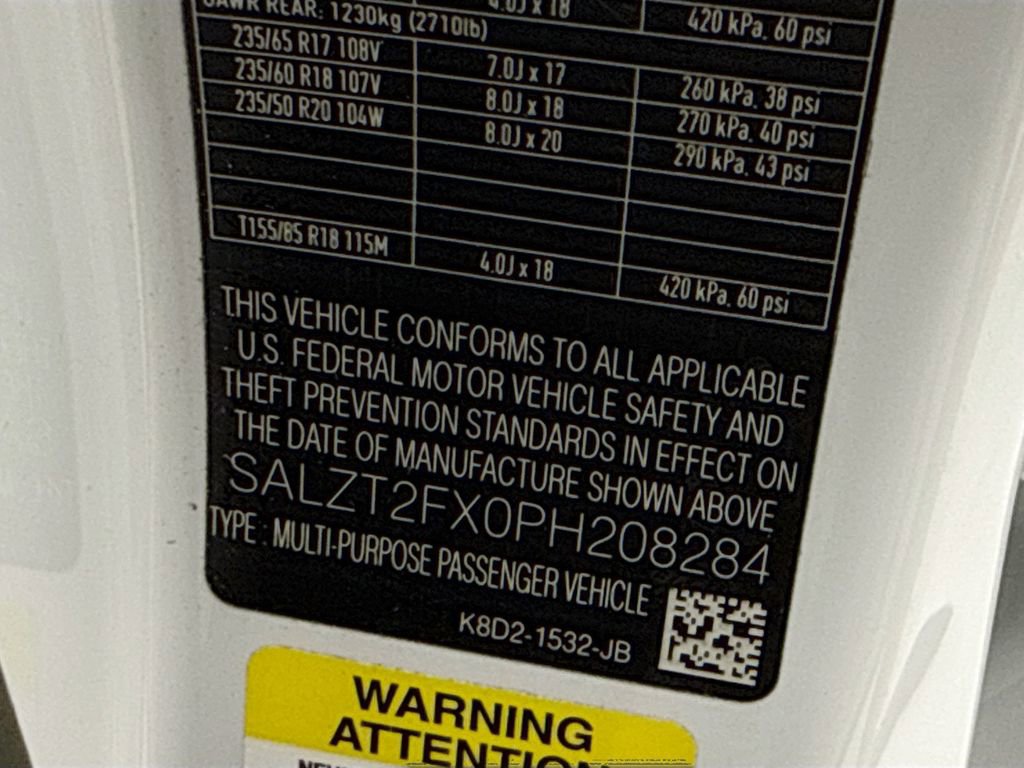 4.0J x 18 420 kPa. 60 psi
GAWR REAR: 1230kg (2710lb)
235/65 R17 108V 7.0J x 17 260 kPa. 38 psi
235/60 R18 107V 8.0J x 18 270 kPa. 40 psi
235/50 R20 104W 8.0J x 20 290 kPa. 43 psi
T155/85 R18 115M 4.0J x 18 420 kPa. 60 psi
THIS VEHICLE CONFORMS TO ALL APPLICABLE
U.S. FEDERAL MOTOR VEHICLE SAFETY AND
THEFT PREVENTION STANDARDS IN EFFECT ON
THE DATE OF MANUFACTURE SHOWN ABOVE
SALZT2FX0PH208284
TYPE : MULTI-PURPOSE PASSENGER VEHICLE
K8D2-1532-JB
WARNING
ATTENTION